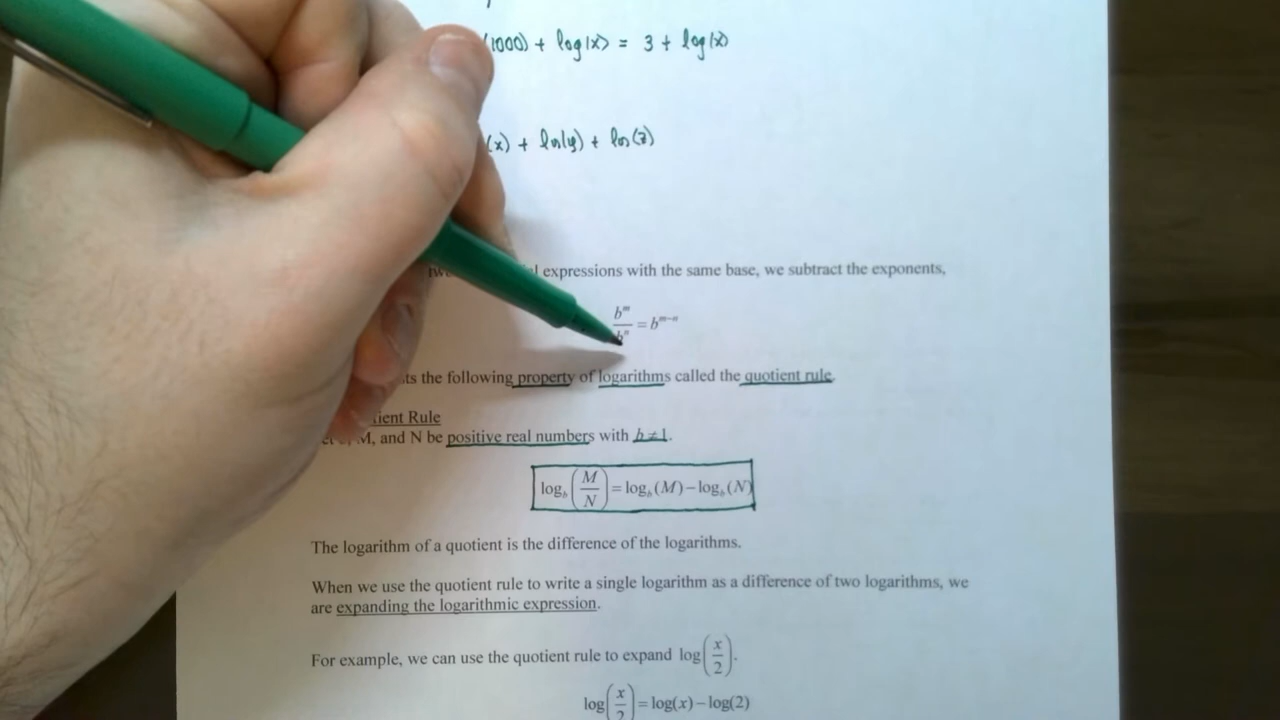 (1000) + log(x) = 3 + log(x)
(x) + ln(y) + ln(z)
expressions with the same base, we subtract the exponents,
b^m / b^n = b^(m−n)
the following property of logarithms called the quotient rule.
Rule
M, and N be positive real numbers with b ≠ 1.
log_b(M/N) = log_b(M) − log_b(N)
The logarithm of a quotient is the difference of the logarithms.
When we use the quotient rule to write a single logarithm as a difference of two logarithms, we
are expanding the logarithmic expression.
For example, we can use the quotient rule to expand log(x/2).
log(x/2) = log(x) − log(2)